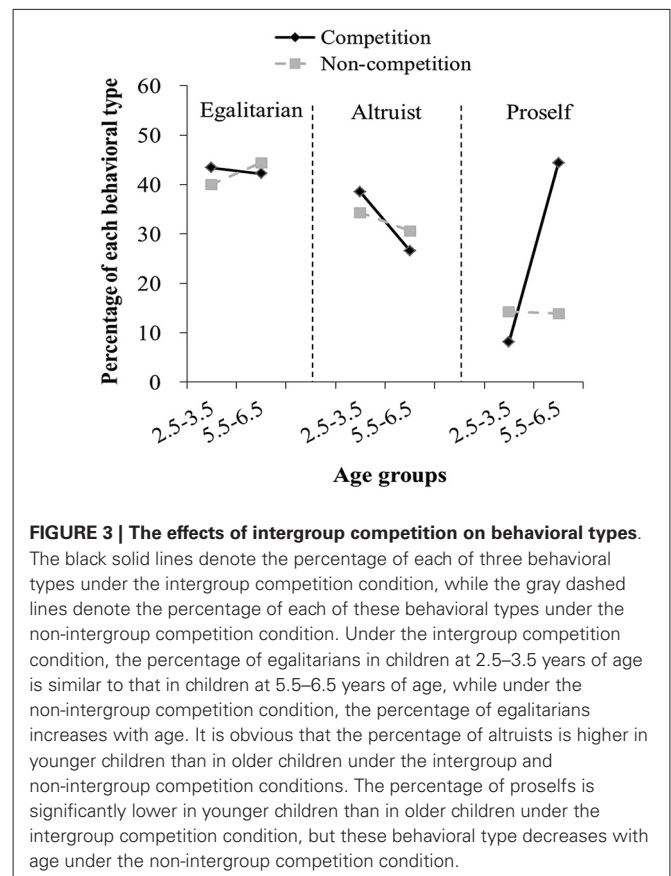 Competition
Non-competition
60
50
40
30
20
10
0
Percentage of each behavioral type
Egalitarian
Altruist
Proself
2.5-3.5
5.5-6.5
2.5-3.5
5.5-6.5
2.5-3.5
5.5-6.5
Age groups
FIGURE 3 | The effects of intergroup competition on behavioral types.
The black solid lines denote the percentage of each of three behavioral
types under the intergroup competition condition, while the gray dashed
lines denote the percentage of each of these behavioral types under the
non-intergroup competition condition. Under the intergroup competition
condition, the percentage of egalitarians in children at 2.5–3.5 years of age
is similar to that in children at 5.5–6.5 years of age, while under the
non-intergroup competition condition, the percentage of egalitarians
increases with age. It is obvious that the percentage of altruists is higher in
younger children than in older children under the intergroup and
non-intergroup competition conditions. The percentage of proselfs is
significantly lower in younger children than in older children under the
intergroup competition condition, but these behavioral type decreases with
age under the non-intergroup competition condition.